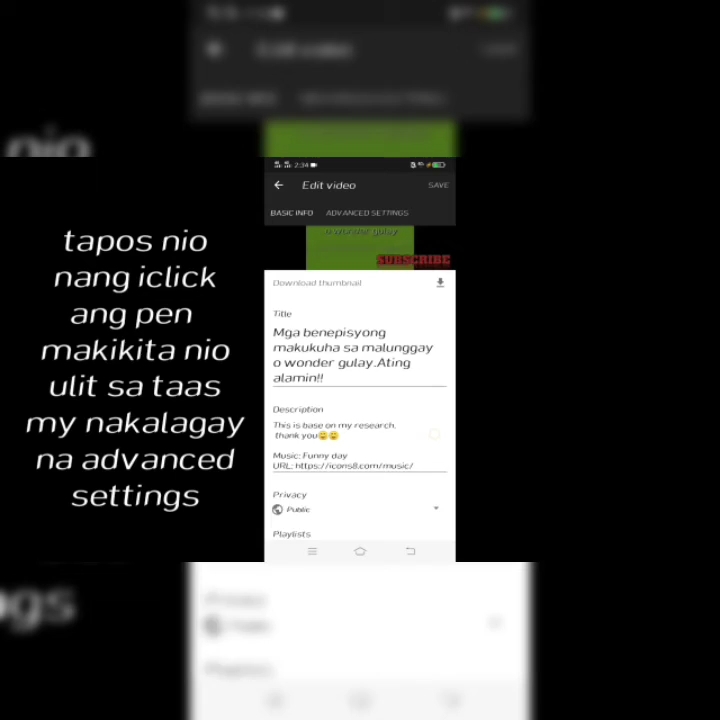 tapos nio
nang iclick
ang pen
makikita nio
ulit sa taas
my nakalagay
na advanced
settings
2:34
Edit video
SAVE
BASIC INFO ADVANCED SETTINGS
o wonder gulay
SUBSCRIBE
Download thumbnail
Title
Mga benepisyong
makukuha sa malunggay
o wonder gulay.Ating
alamin!!
Description
This is base on my research.
thank you😊😊
Music: Funny day
URL: https://icons8.com/music/
Privacy
Public
Playlists